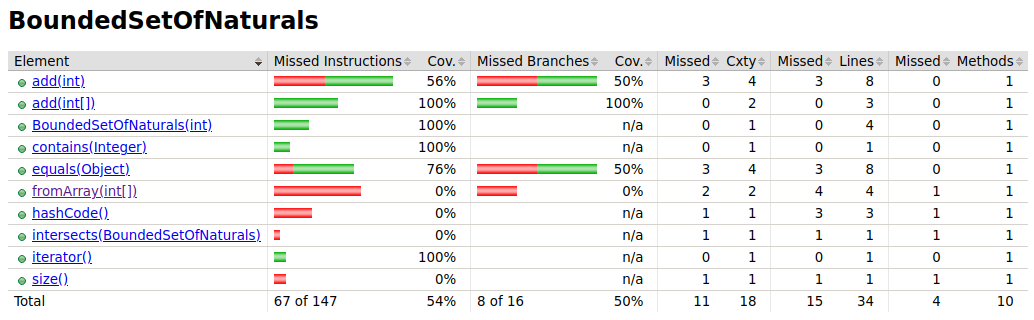 BoundedSetOfNaturals
Element Missed Instructions Cov. Missed Branches Cov. Missed Cxty Missed Lines Missed Methods
add(int) 56% 50% 3 4 3 8 0 1
add(int[]) 100% 100% 0 2 0 3 0 1
BoundedSetOfNaturals(int) 100% n/a 0 1 0 4 0 1
contains(Integer) 100% n/a 0 1 0 1 0 1
equals(Object) 76% 50% 3 4 3 8 0 1
fromArray(int[]) 0% 0% 2 2 4 4 1 1
hashCode() 0% n/a 1 1 3 3 1 1
intersects(BoundedSetOfNaturals) 0% n/a 1 1 1 1 1 1
iterator() 100% n/a 0 1 0 1 0 1
size() 0% n/a 1 1 1 1 1 1
Total 67 of 147 54% 8 of 16 50% 11 18 15 34 4 10